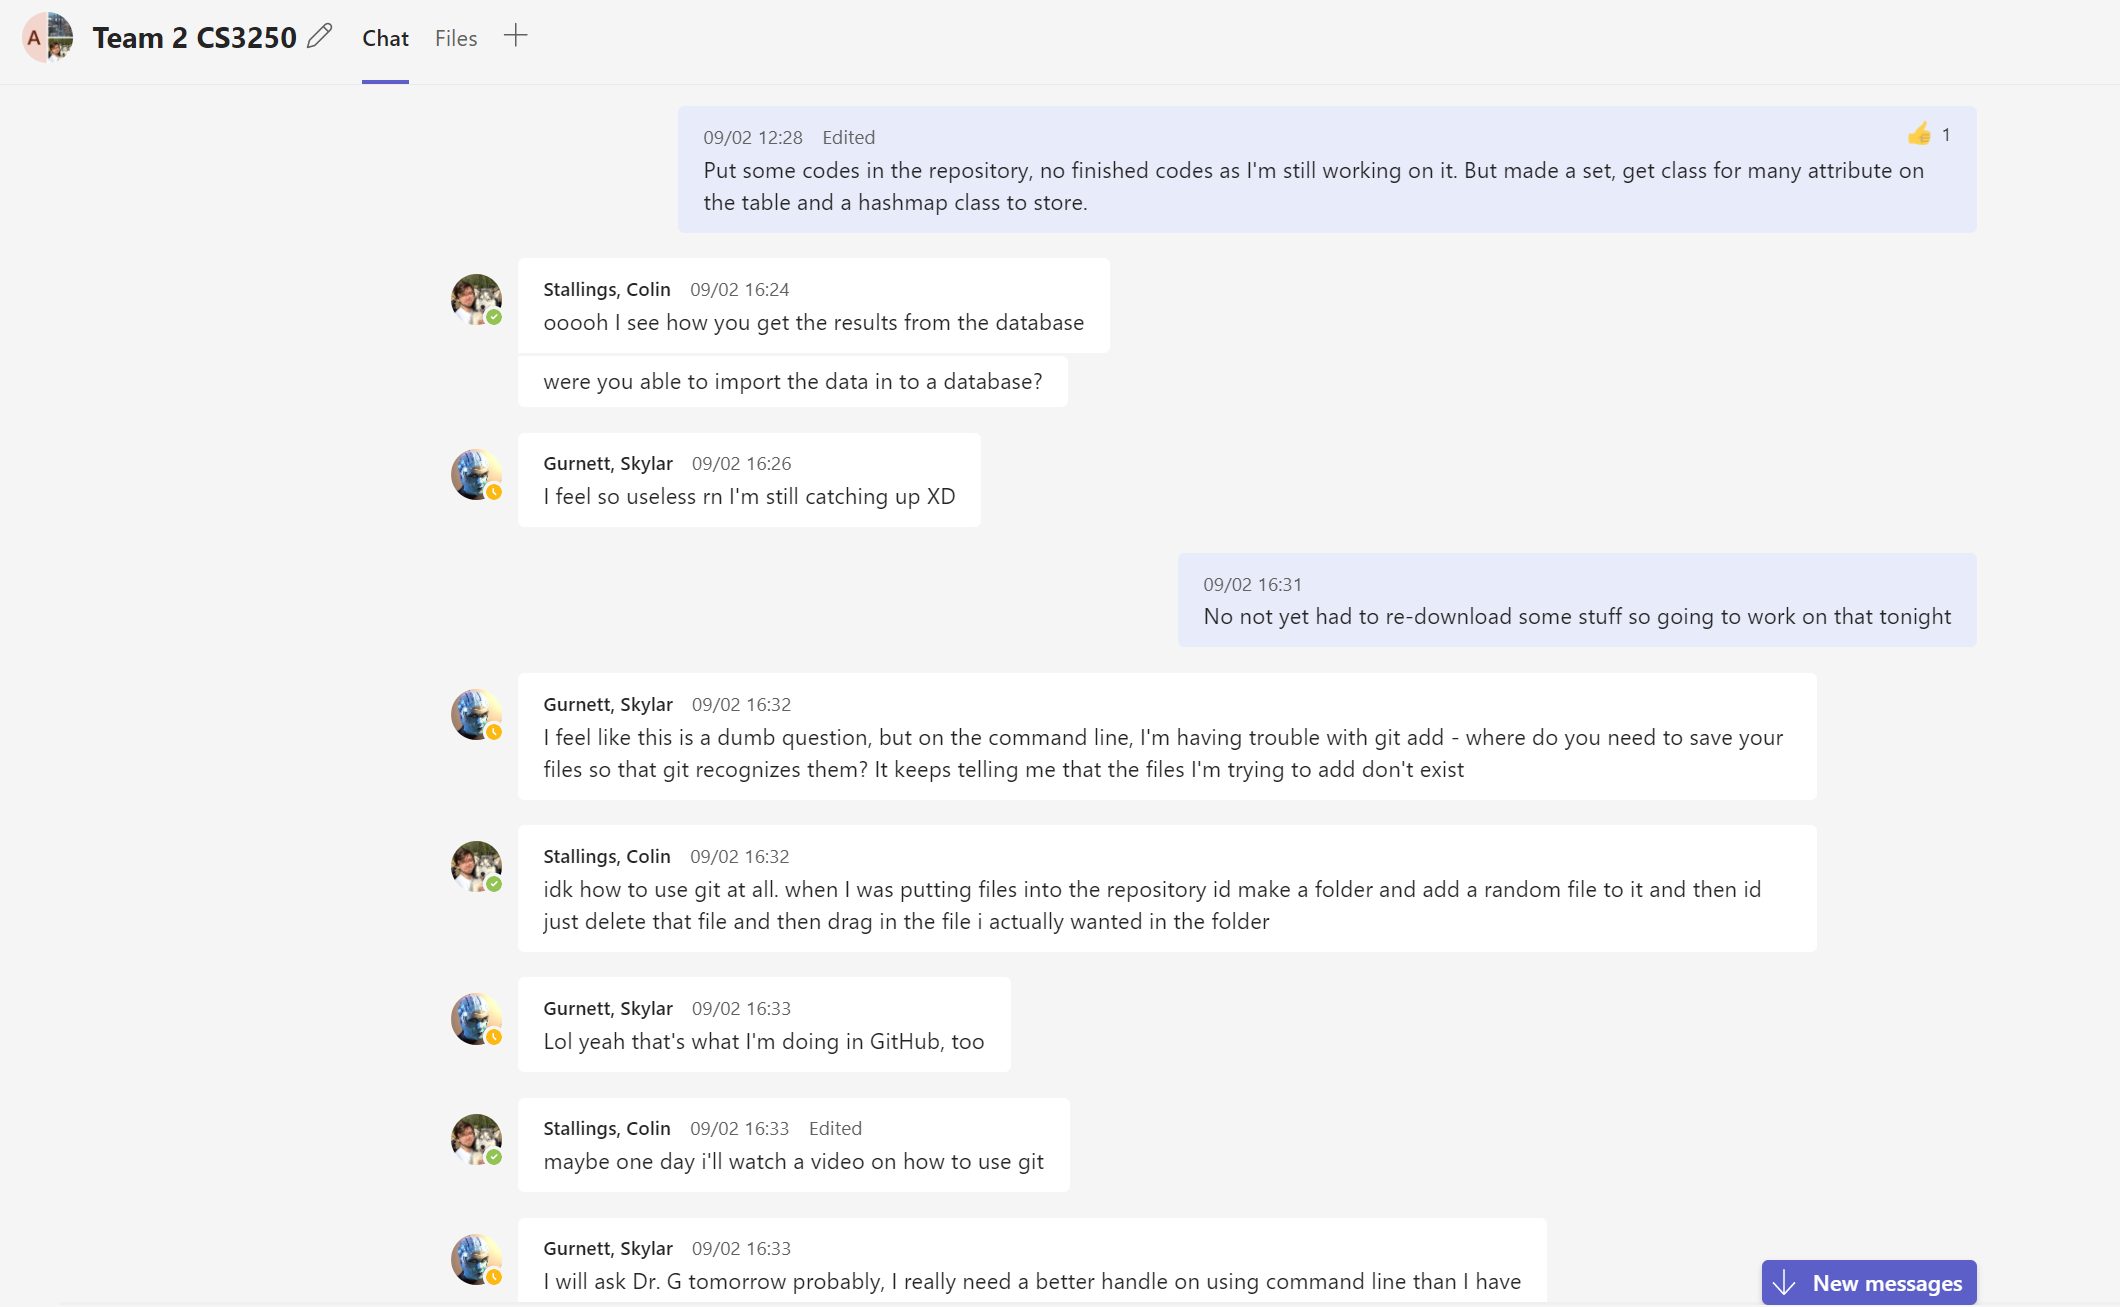 A
Team 2 CS3250
Chat
Files
09/02 12:28 Edited
1
Put some codes in the repository, no finished codes as I'm still working on it. But made a set, get class for many attribute on
the table and a hashmap class to store.
Stallings, Colin 09/02 16:24
ooooh I see how you get the results from the database
were you able to import the data in to a database?
Gurnett, Skylar 09/02 16:26
I feel so useless rn I'm still catching up XD
09/02 16:31
No not yet had to re-download some stuff so going to work on that tonight
Gurnett, Skylar 09/02 16:32
I feel like this is a dumb question, but on the command line, I'm having trouble with git add - where do you need to save your
files so that git recognizes them? It keeps telling me that the files I'm trying to add don't exist
Stallings, Colin 09/02 16:32
idk how to use git at all. when I was putting files into the repository id make a folder and add a random file to it and then id
just delete that file and then drag in the file i actually wanted in the folder
Gurnett, Skylar 09/02 16:33
Lol yeah that's what I'm doing in GitHub, too
Stallings, Colin 09/02 16:33 Edited
maybe one day i'll watch a video on how to use git
Gurnett, Skylar 09/02 16:33
I will ask Dr. G tomorrow probably, I really need a better handle on using command line than I have
New messages